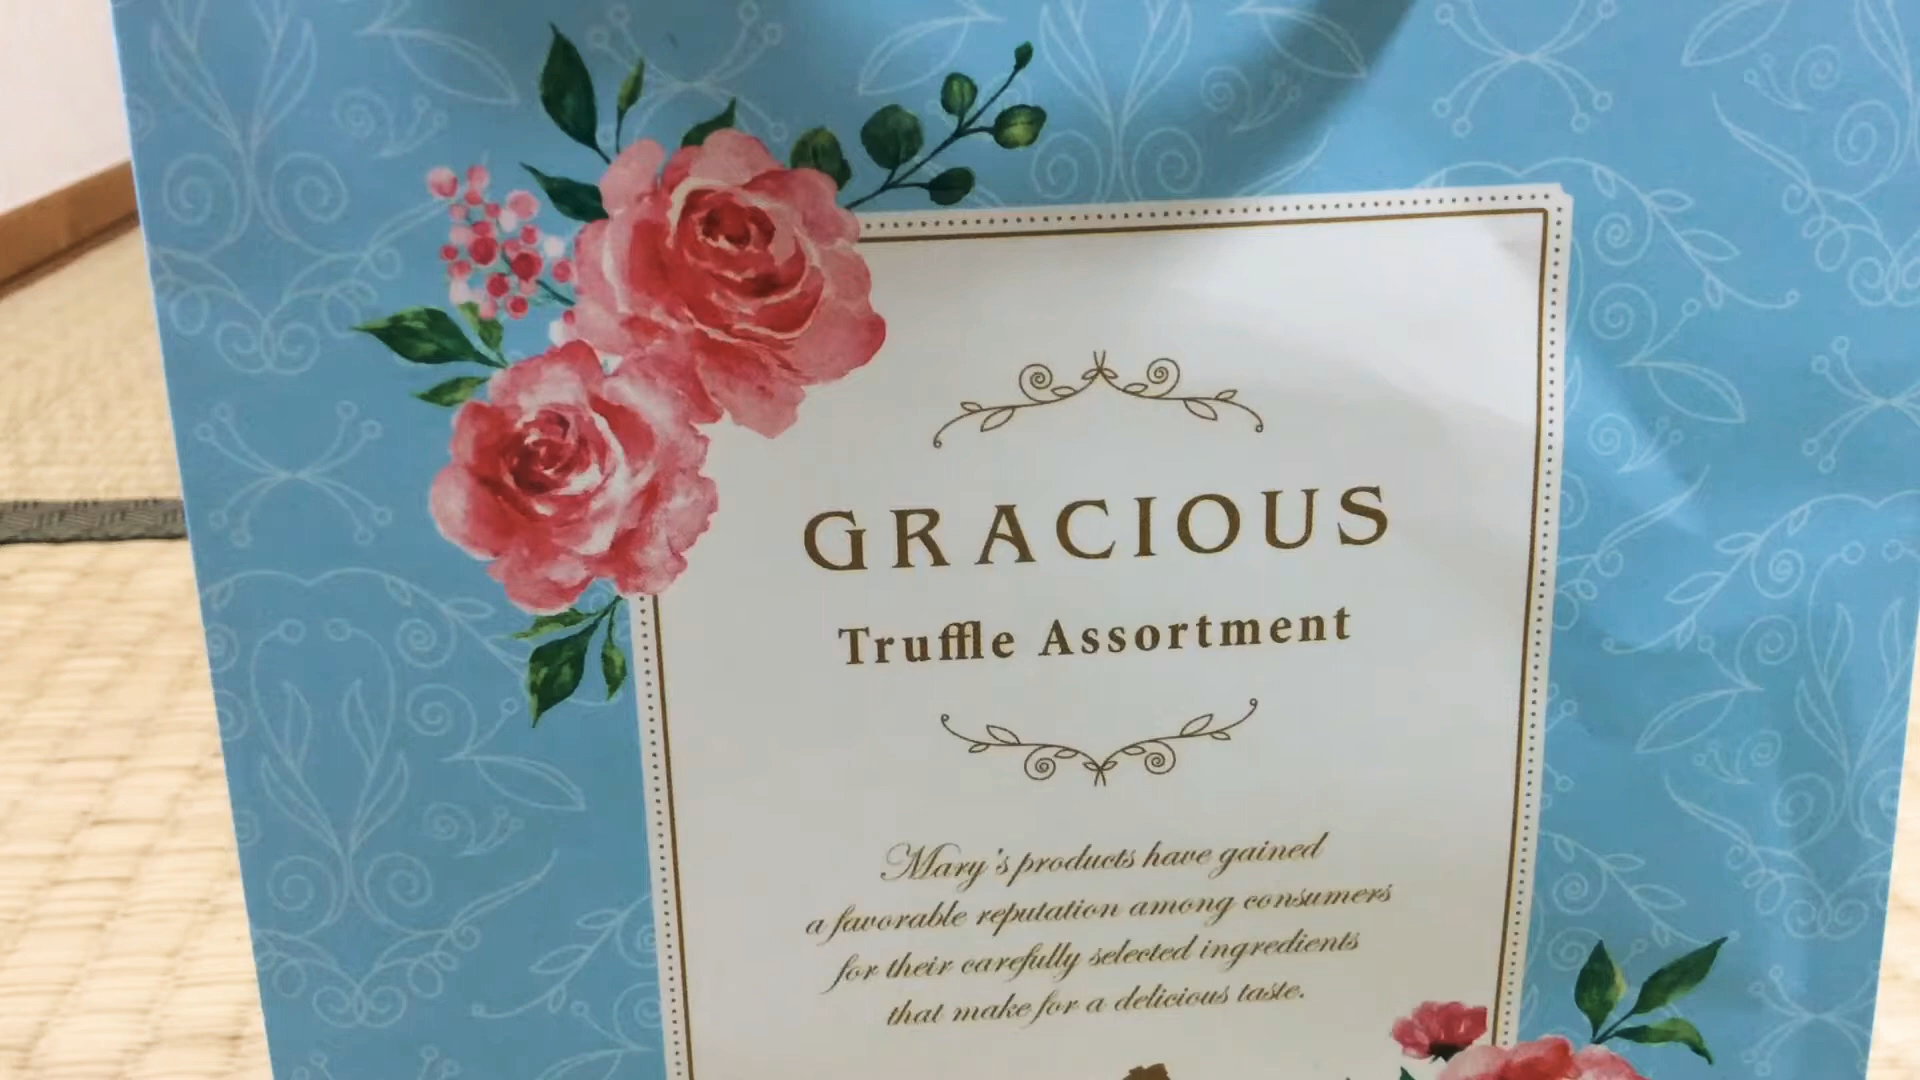 GRACIOUS
Truffle Assortment
Mary's products have gained
a favorable reputation among consumers
for their carefully selected ingredients
that make for a delicious taste.